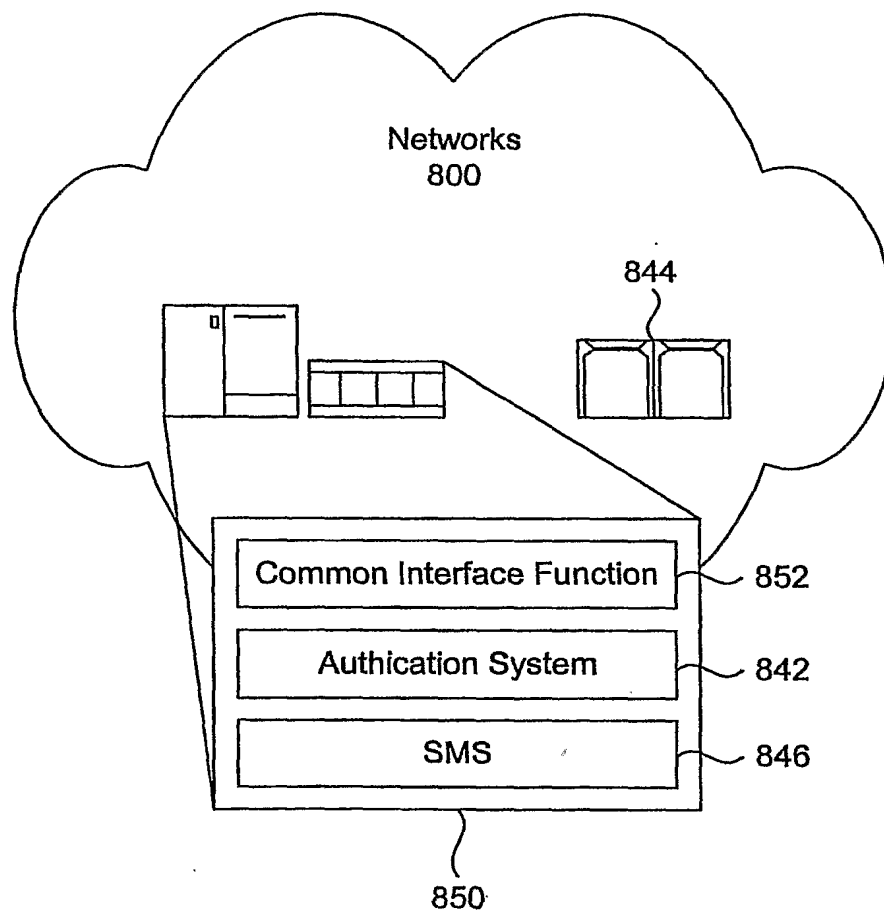 Networks
800
844
Common Interface Function
852
Authication System
842
SMS
846
850